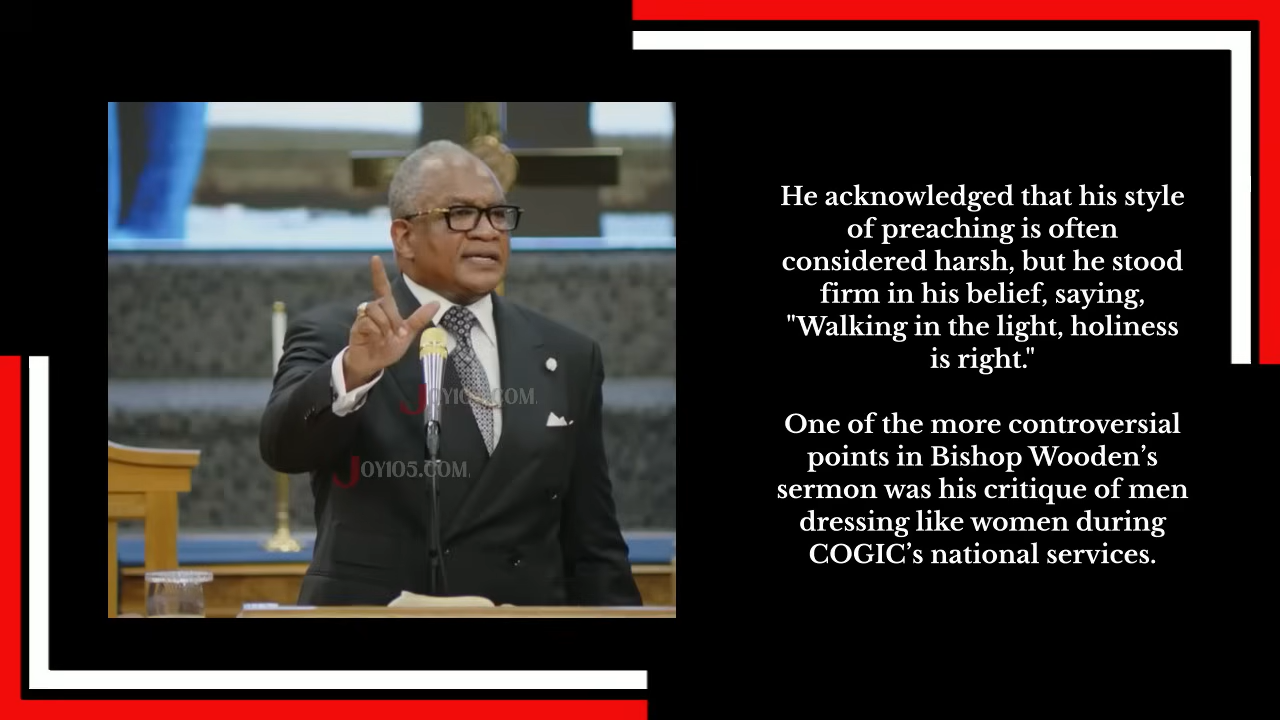 He acknowledged that his style
of preaching is often
considered harsh, but he stood
firm in his belief, saying,
"Walking in the light, holiness
is right."
One of the more controversial
points in Bishop Wooden’s
sermon was his critique of men
dressing like women during
COGIC’s national services.
JOY105.COM
JOY105.COM